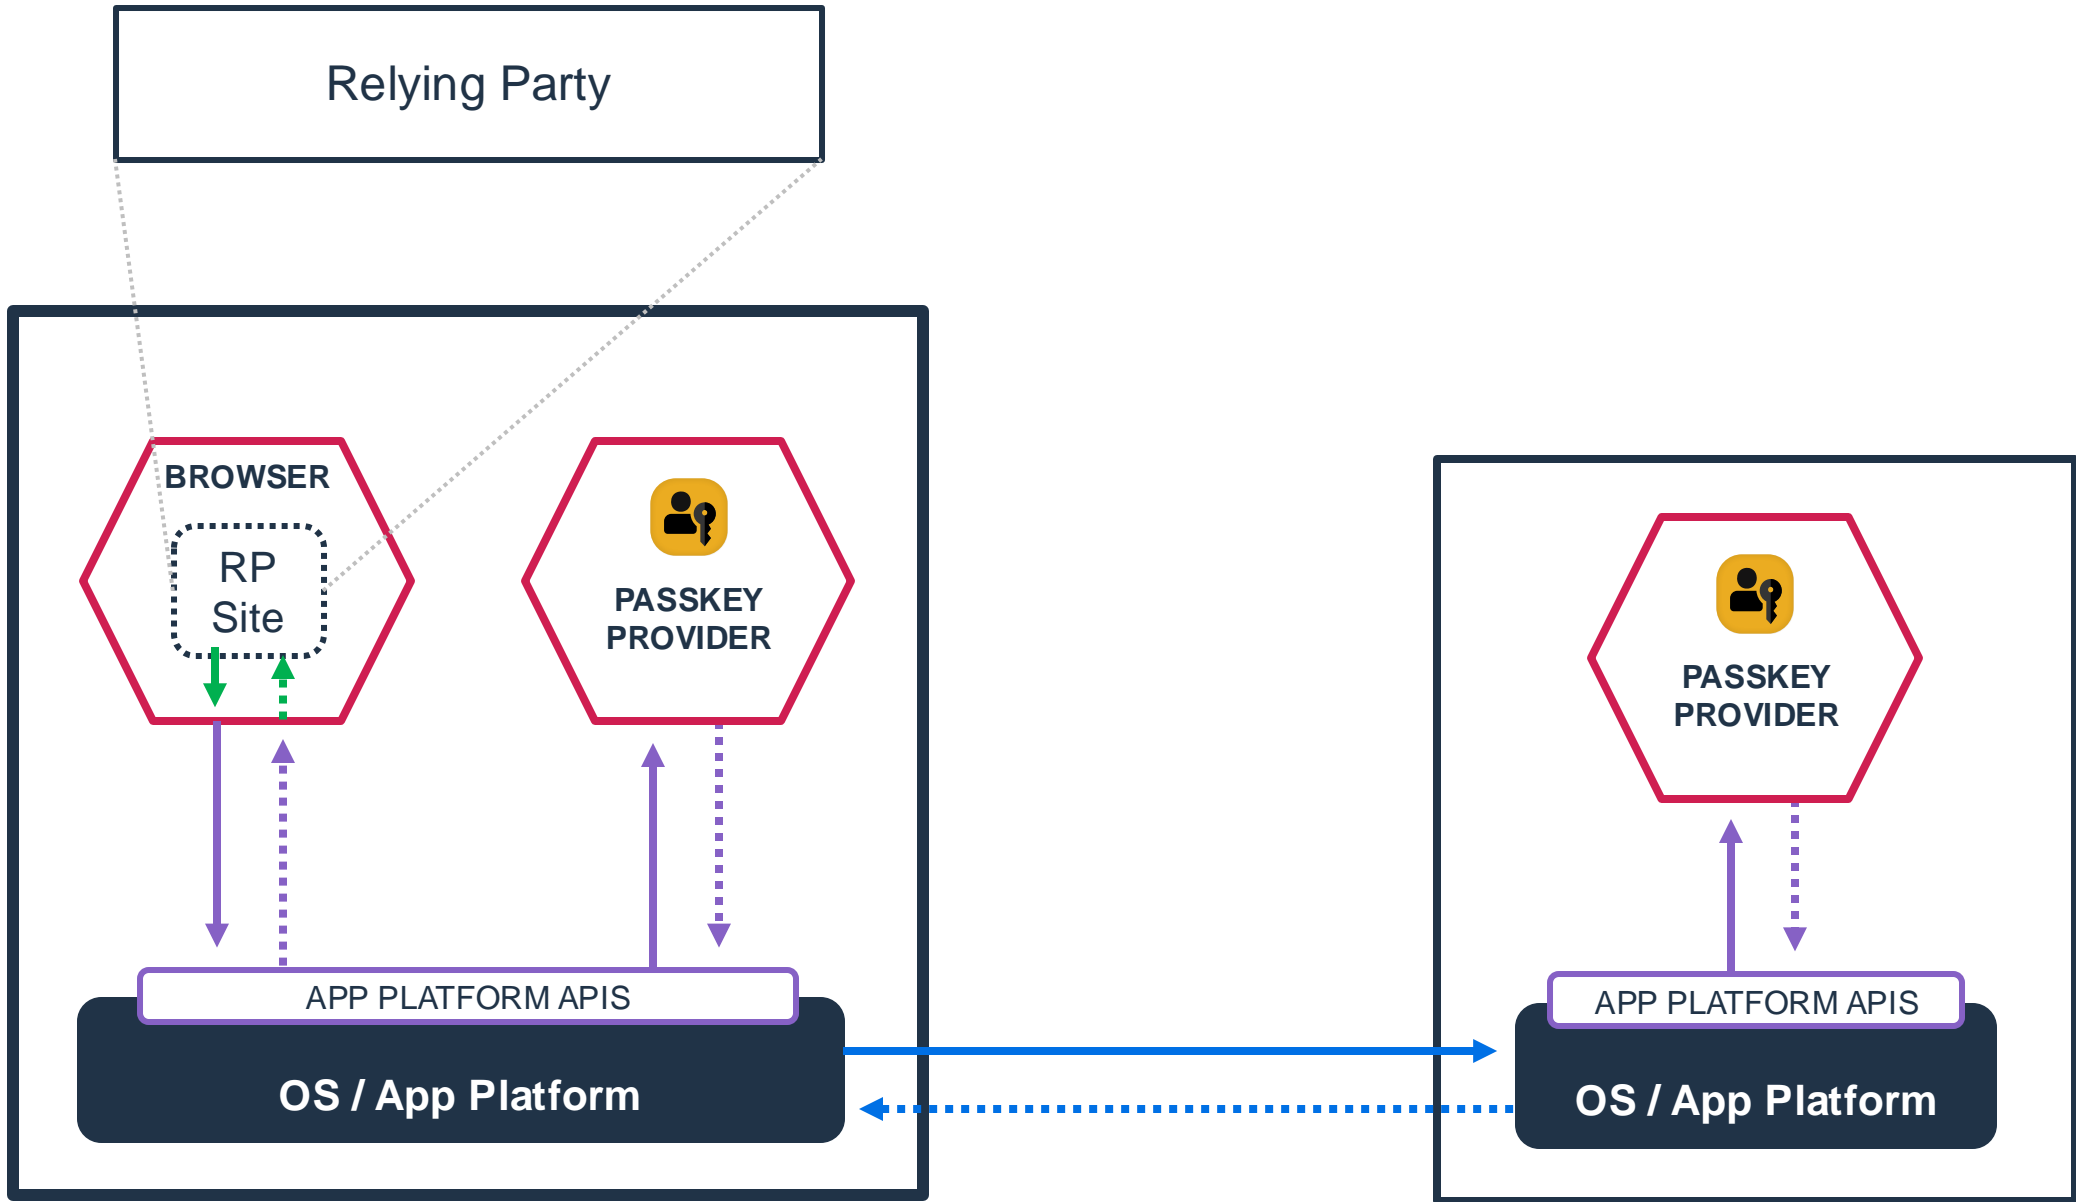 Relying Party
BROWSER
RP
Site
PASSKEY
PROVIDER
APP PLATFORM APIS
OS / App Platform
PASSKEY
PROVIDER
APP PLATFORM APIS
OS / App Platform